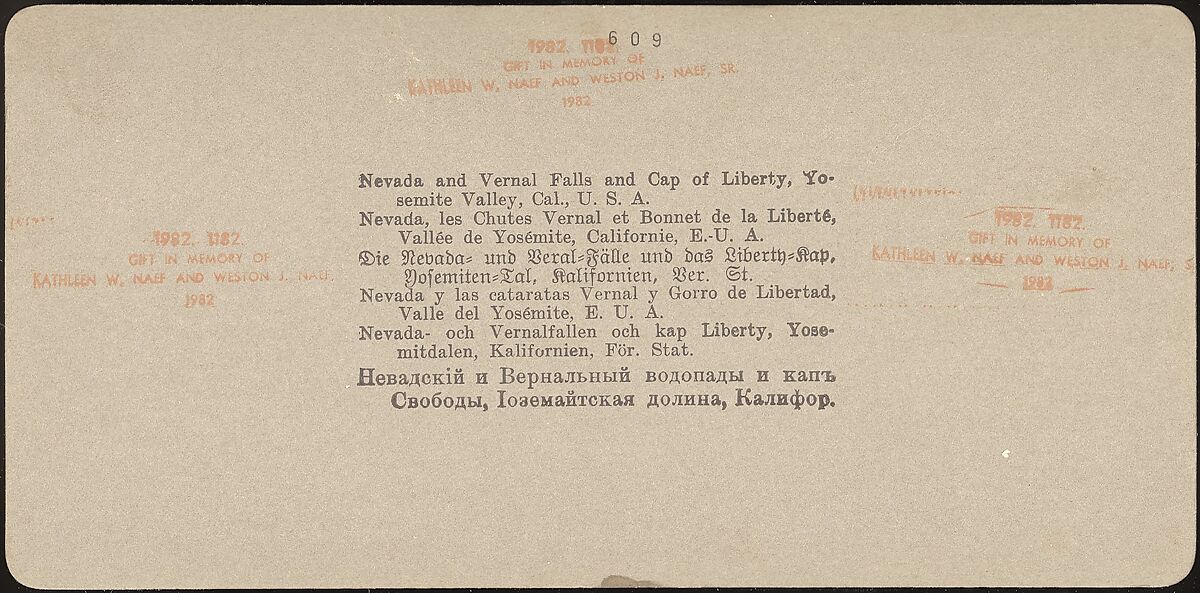 609
1982. 1182.
GIFT IN MEMORY OF
KATHLEEN W. NAEF AND WESTON J. NAEF, SR.
1982
Nevada and Vernal Falls and Cap of Liberty, Yo-
semite Valley, Cal., U. S. A.
Nevada, les Chutes Vernal et Bonnet de la Liberté,
Vallée de Yosémite, Californie, E.-U. A.
Die Nevada- und Veral-Fälle und das Liberty-Kap,
Yosemiten-Tal, Kalifornien, Ver. St.
Nevada y las cataratas Vernal y Gorro de Libertad,
Valle del Yosémite, E. U. A.
Nevada- och Vernalfallen och kap Liberty, Yose-
mitdalen, Kalifornien, För. Stat.
Невадскій и Вернальный водопады и капъ
Свободы, Іоземайтская долина, Калифор.
1982. 1182.
GIFT IN MEMORY OF
KATHLEEN W. NAEF AND WESTON J. NAEF.
1982
1982. 1182.
GIFT IN MEMORY OF
KATHLEEN W. NAEF AND WESTON J. NAEF, S
1982